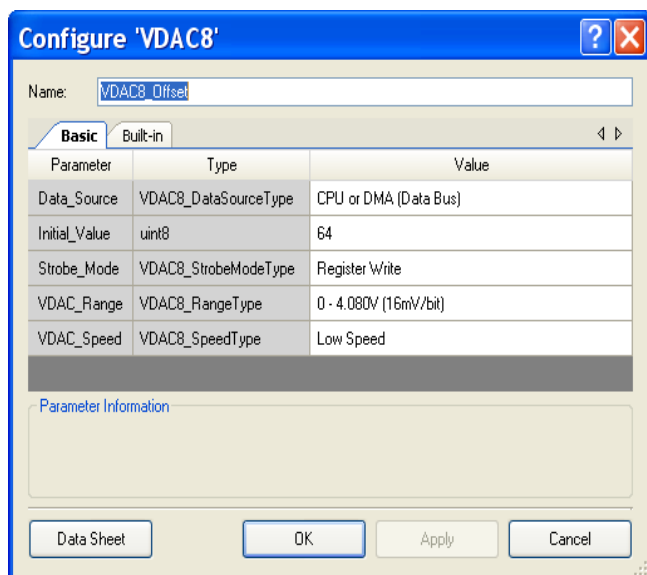 Configure 'VDAC8'
Name: VDAC8_Offset
Basic Built-in
Parameter Type Value
Data_Source VDAC8_DataSourceType CPU or DMA (Data Bus)
Initial_Value uint8 64
Strobe_Mode VDAC8_StrobeModeType Register Write
VDAC_Range VDAC8_RangeType 0 - 4.080V (16mV/bit)
VDAC_Speed VDAC8_SpeedType Low Speed
Parameter Information
Data Sheet OK Apply Cancel